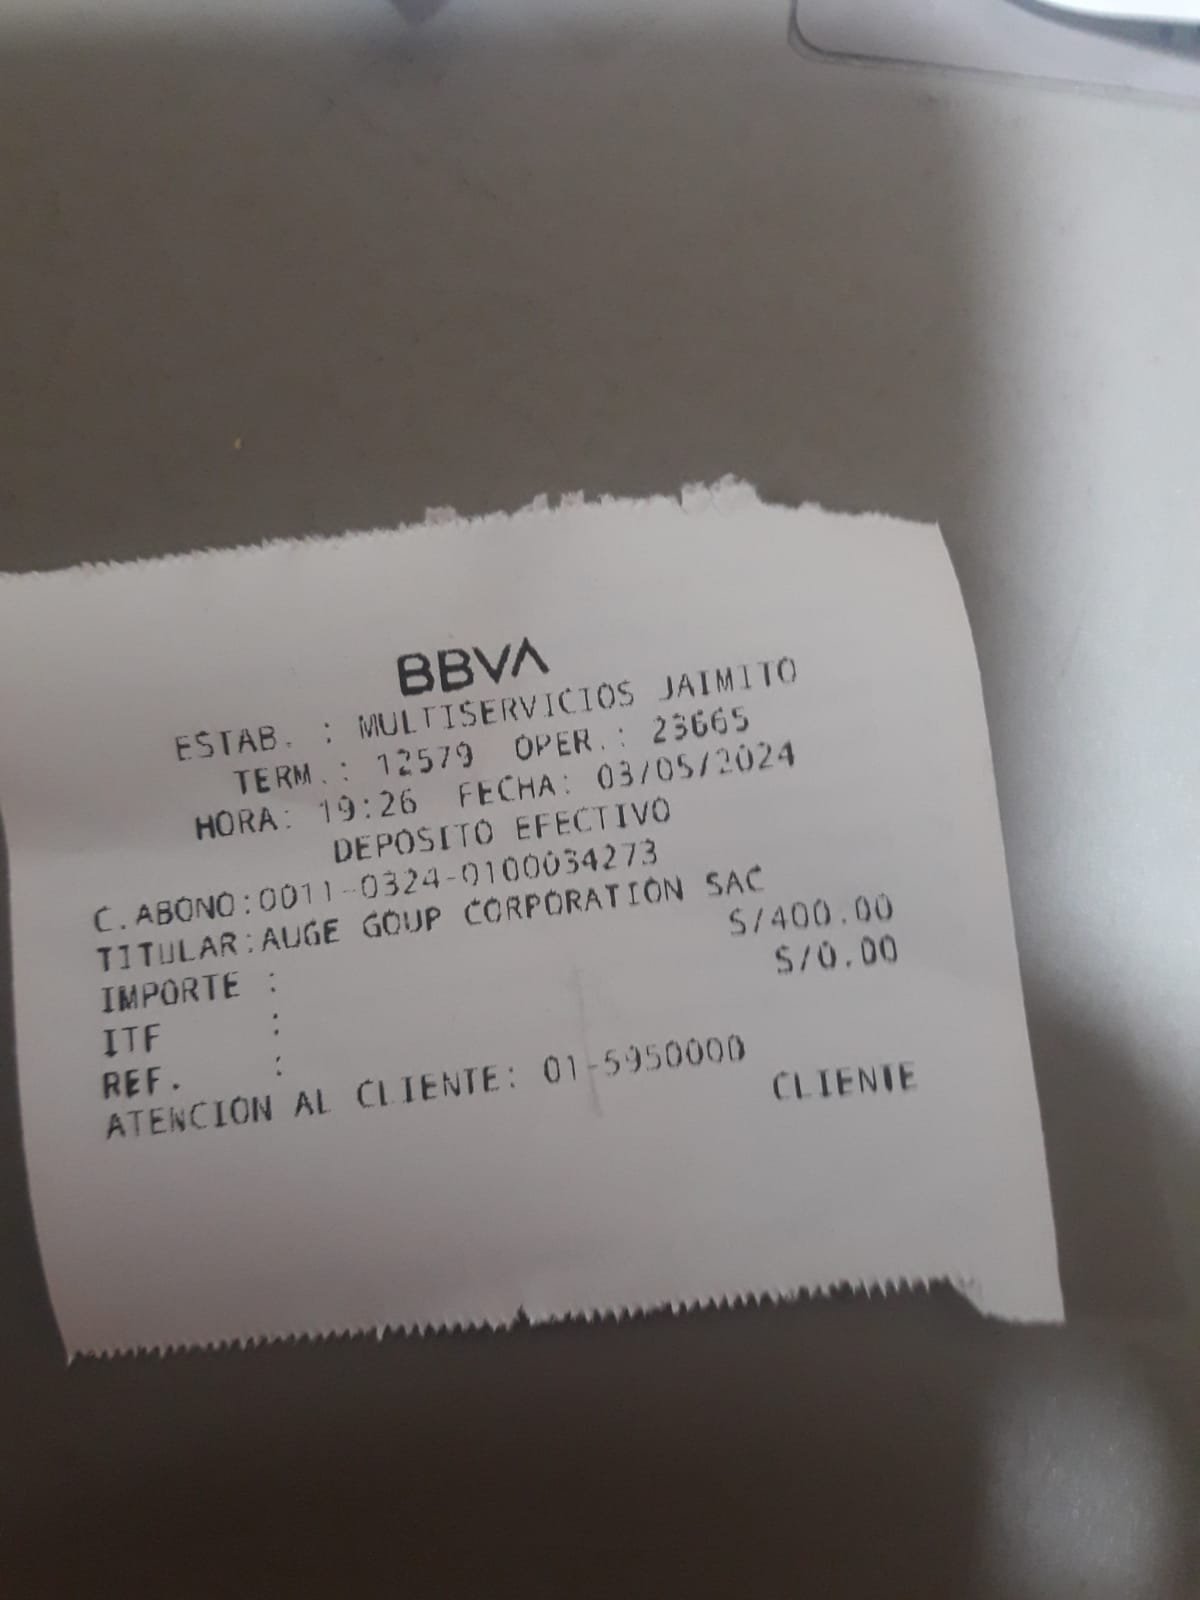 BBVA
ESTAB. : MULTISERVICIOS JAIMITO
TERM.: 12579 OPER.: 23665
HORA: 19:26 FECHA: 03/05/2024
DEPOSITO EFECTIVO
C.ABONO:0011-0324-0100034273
TITULAR:AUGE GOUP CORPORATION SAC
IMPORTE : S/400.00
ITF : S/0.00
REF. :
ATENCION AL CLIENTE: 01-5950000
CLIENTE